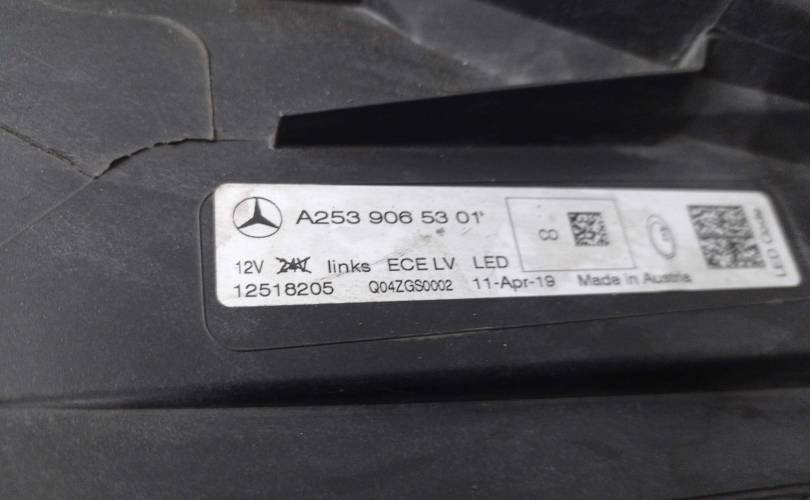 A253 906 53 01
CO
12V 24V links ECE LV LED
12518205 Q04ZGS0002 11-Apr-19 Made in Austria
LED Code